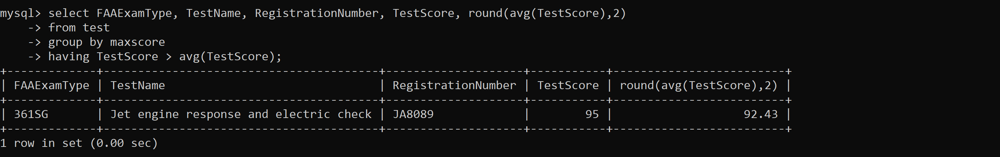 mysql> select FAAExamType, TestName, RegistrationNumber, TestScore, round(avg(TestScore),2)
    -> from test
    -> group by maxscore
    -> having TestScore > avg(TestScore);
+-------------+----------------------------------------+--------------------+-----------+-------------------------+
| FAAExamType | TestName                               | RegistrationNumber | TestScore | round(avg(TestScore),2) |
+-------------+----------------------------------------+--------------------+-----------+-------------------------+
| 361SG       | Jet engine response and electric check | JA8089             |        95 |                   92.43 |
+-------------+----------------------------------------+--------------------+-----------+-------------------------+
1 row in set (0.00 sec)